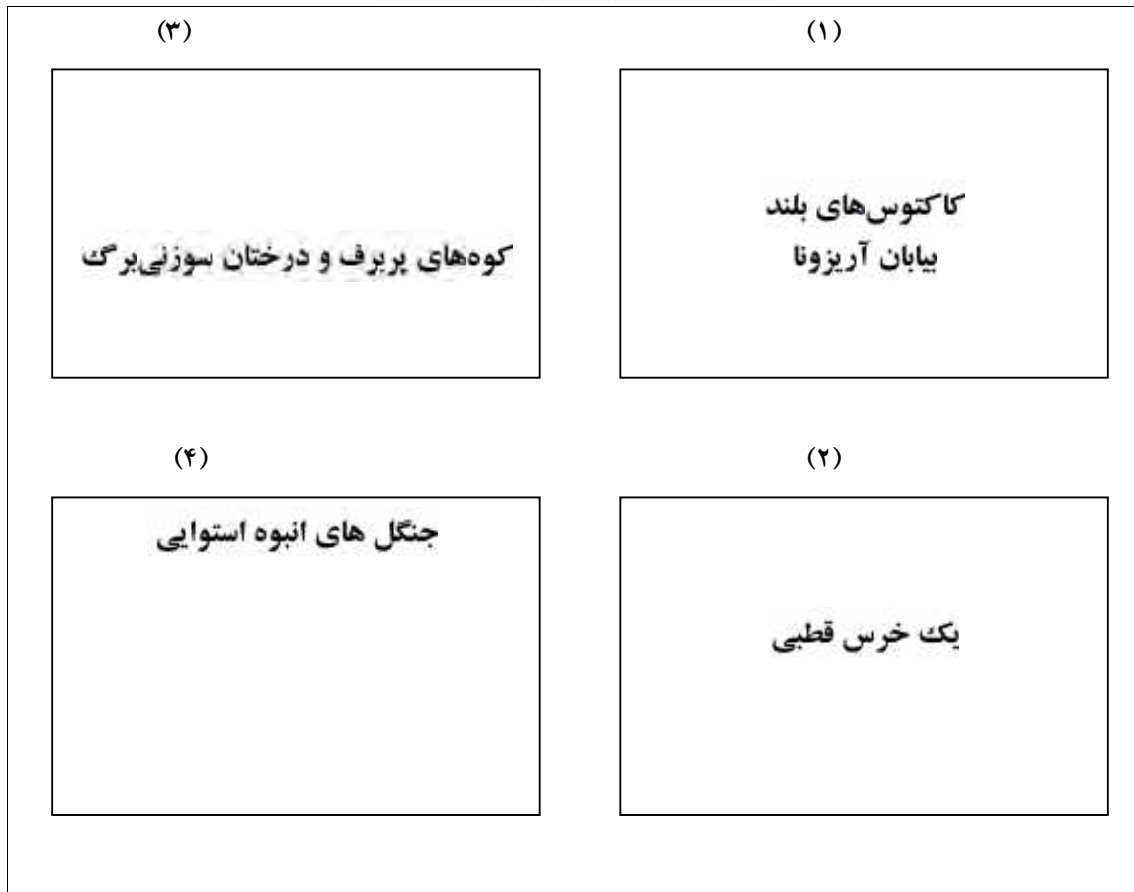 (۱)
کاکتوس‌های بلند
بیابان آریزونا
(۲)
یک خرس قطبی
(۳)
کوه‌های پربرف و درختان سوزنی‌برگ
(۴)
جنگل های انبوه استوایی